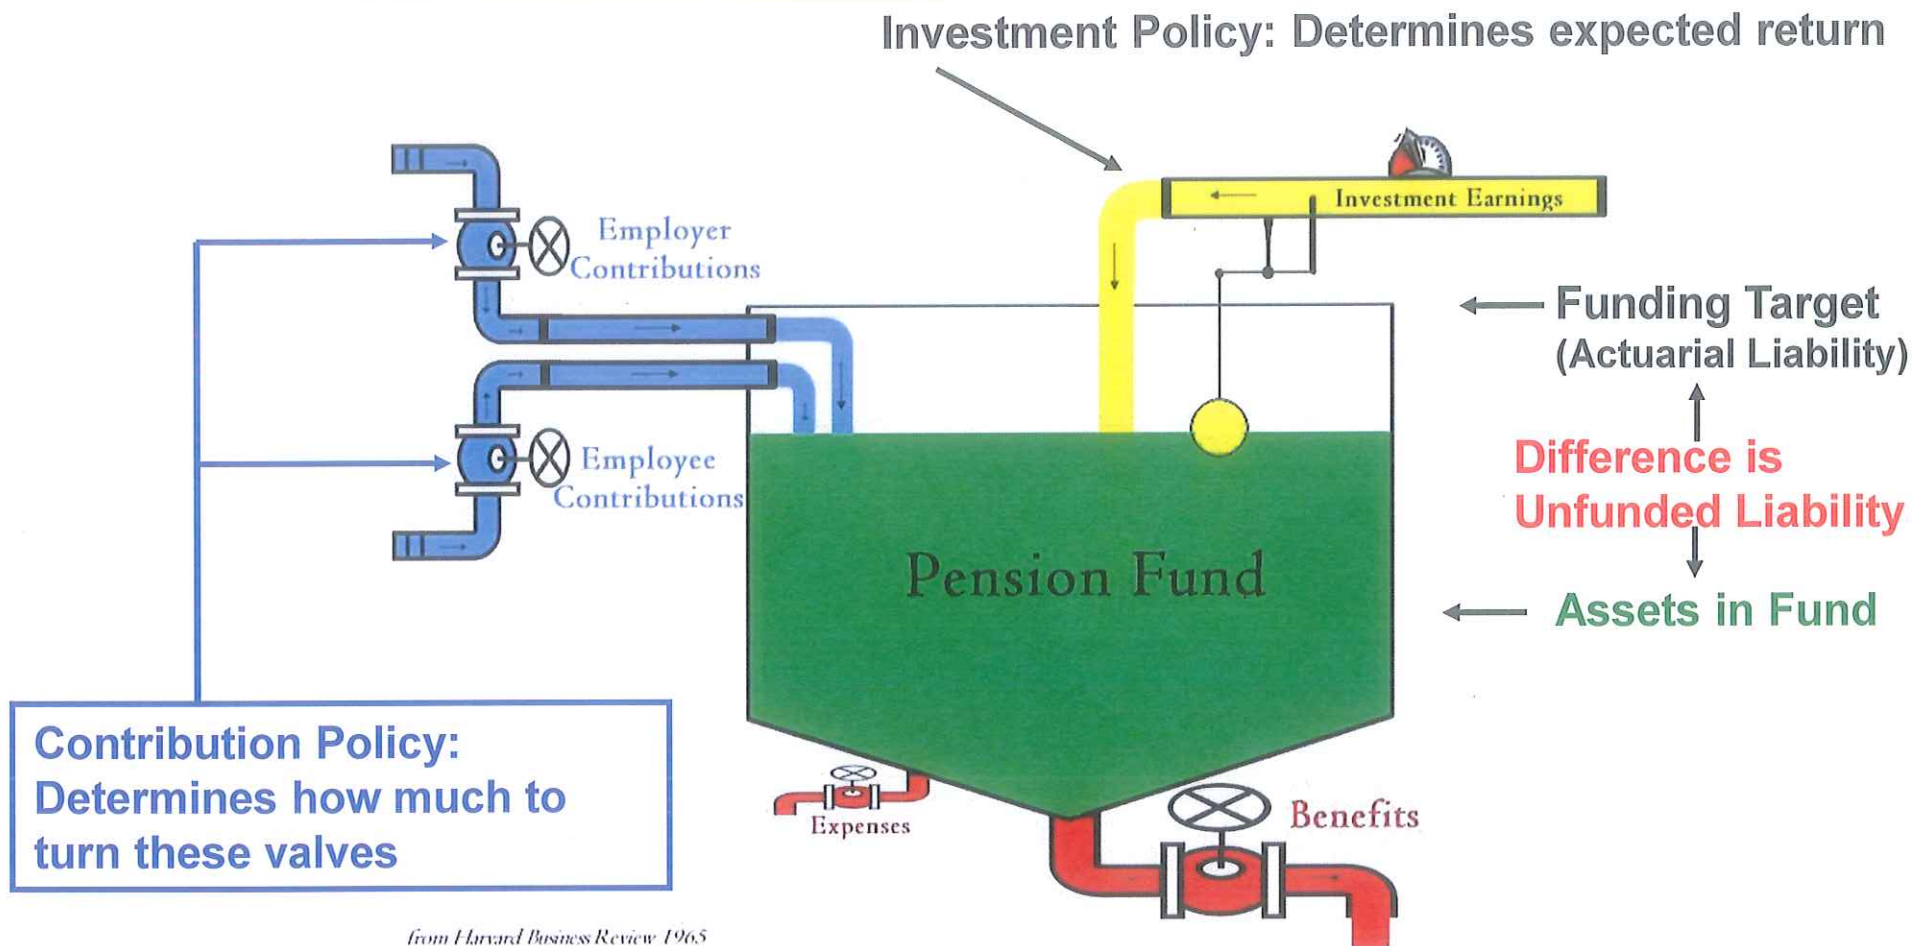 Investment Policy: Determines expected return
Investment Earnings
Employer
Contributions
Funding Target
(Actuarial Liability)
Difference is
Unfunded Liability
Employee
Contributions
Pension Fund
Assets in Fund
Contribution Policy:
Determines how much to
turn these valves
Expenses
Benefits
from Harvard Business Review 1965